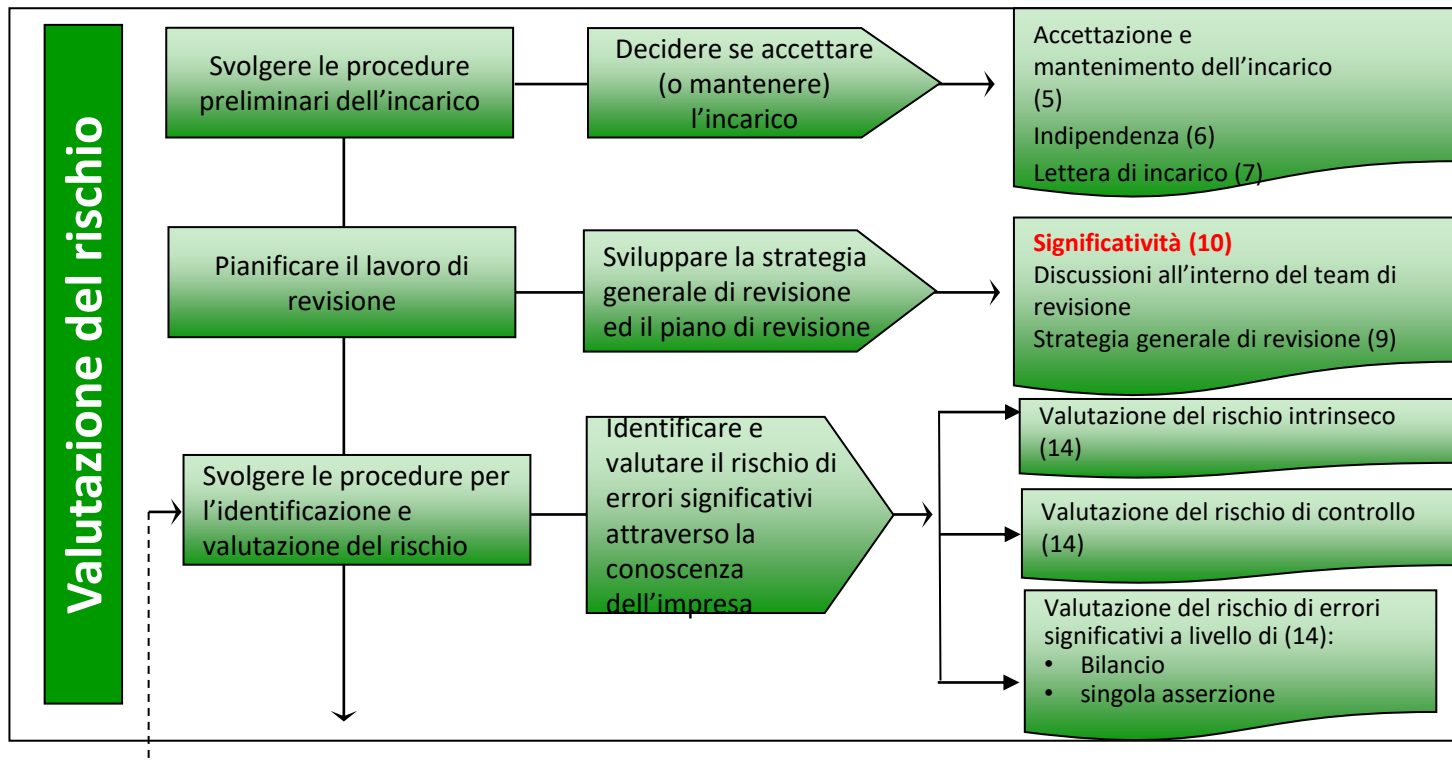 Valutazione del rischio
Svolgere le procedure
preliminari dell'incarico
Decidere se accettare
(o mantenere)
l'incarico
Accettazione e
mantenimento dell'incarico
(5)
Indipendenza (6)
Lettera di incarico (7)
Pianificare il lavoro di
revisione
Sviluppare la strategia
generale di revisione
ed il piano di revisione
Significatività (10)
Discussioni all'interno del team di
revisione
Strategia generale di revisione (9)
Svolgere le procedure per
l'identificazione e
valutazione del rischio
Identificare e
valutare il rischio di
errori significativi
attraverso la
conoscenza
dell'impresa
Valutazione del rischio intrinseco
(14)
Valutazione del rischio di controllo
(14)
Valutazione del rischio di errori
significativi a livello di (14):
• Bilancio
• singola asserzione